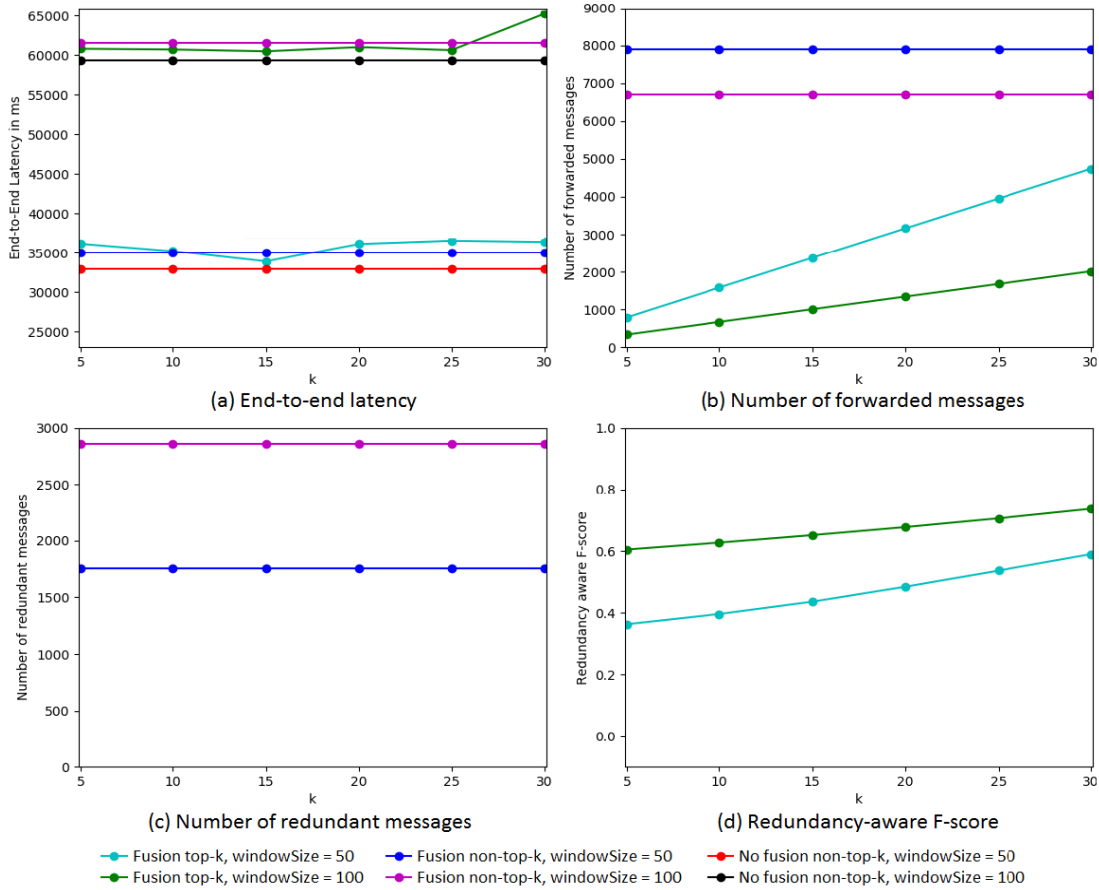 65000
60000
55000
50000
45000
40000
35000
30000
25000
End-to-End Latency in ms
5 10 15 20 25 30
k
(a) End-to-end latency
9000
8000
7000
6000
5000
4000
3000
2000
1000
0
Number of forwarded messages
5 10 15 20 25 30
k
(b) Number of forwarded messages
3000
2500
2000
1500
1000
500
0
Number of redundant messages
5 10 15 20 25 30
k
(c) Number of redundant messages
1.0
0.8
0.6
0.4
0.2
0.0
Redundancy aware F-score
5 10 15 20 25 30
k
(d) Redundancy-aware F-score
Fusion top-k, windowSize = 50 Fusion non-top-k, windowSize = 50 No fusion non-top-k, windowSize = 50
Fusion top-k, windowSize = 100 Fusion non-top-k, windowSize = 100 No fusion non-top-k, windowSize = 100